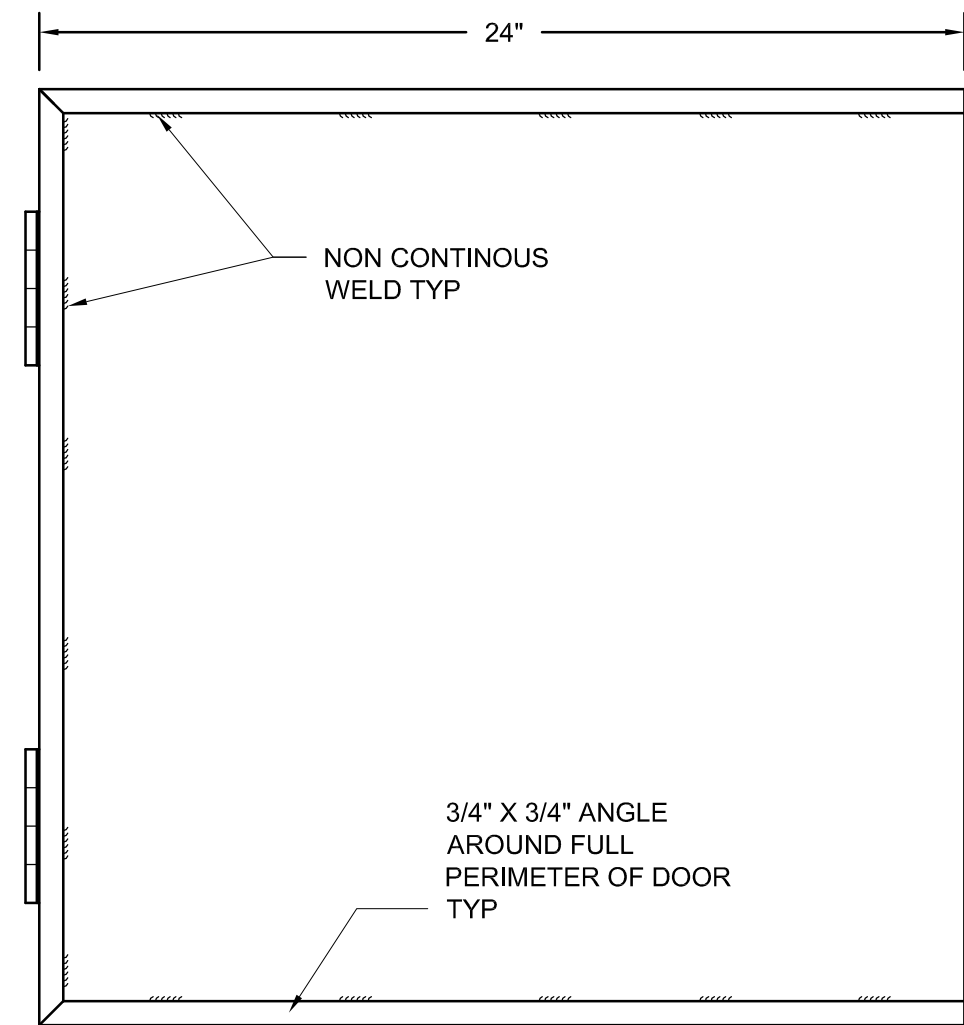 24"
NON CONTINOUS
WELD TYP
3/4" X 3/4" ANGLE
AROUND FULL
PERIMETER OF DOOR
TYP